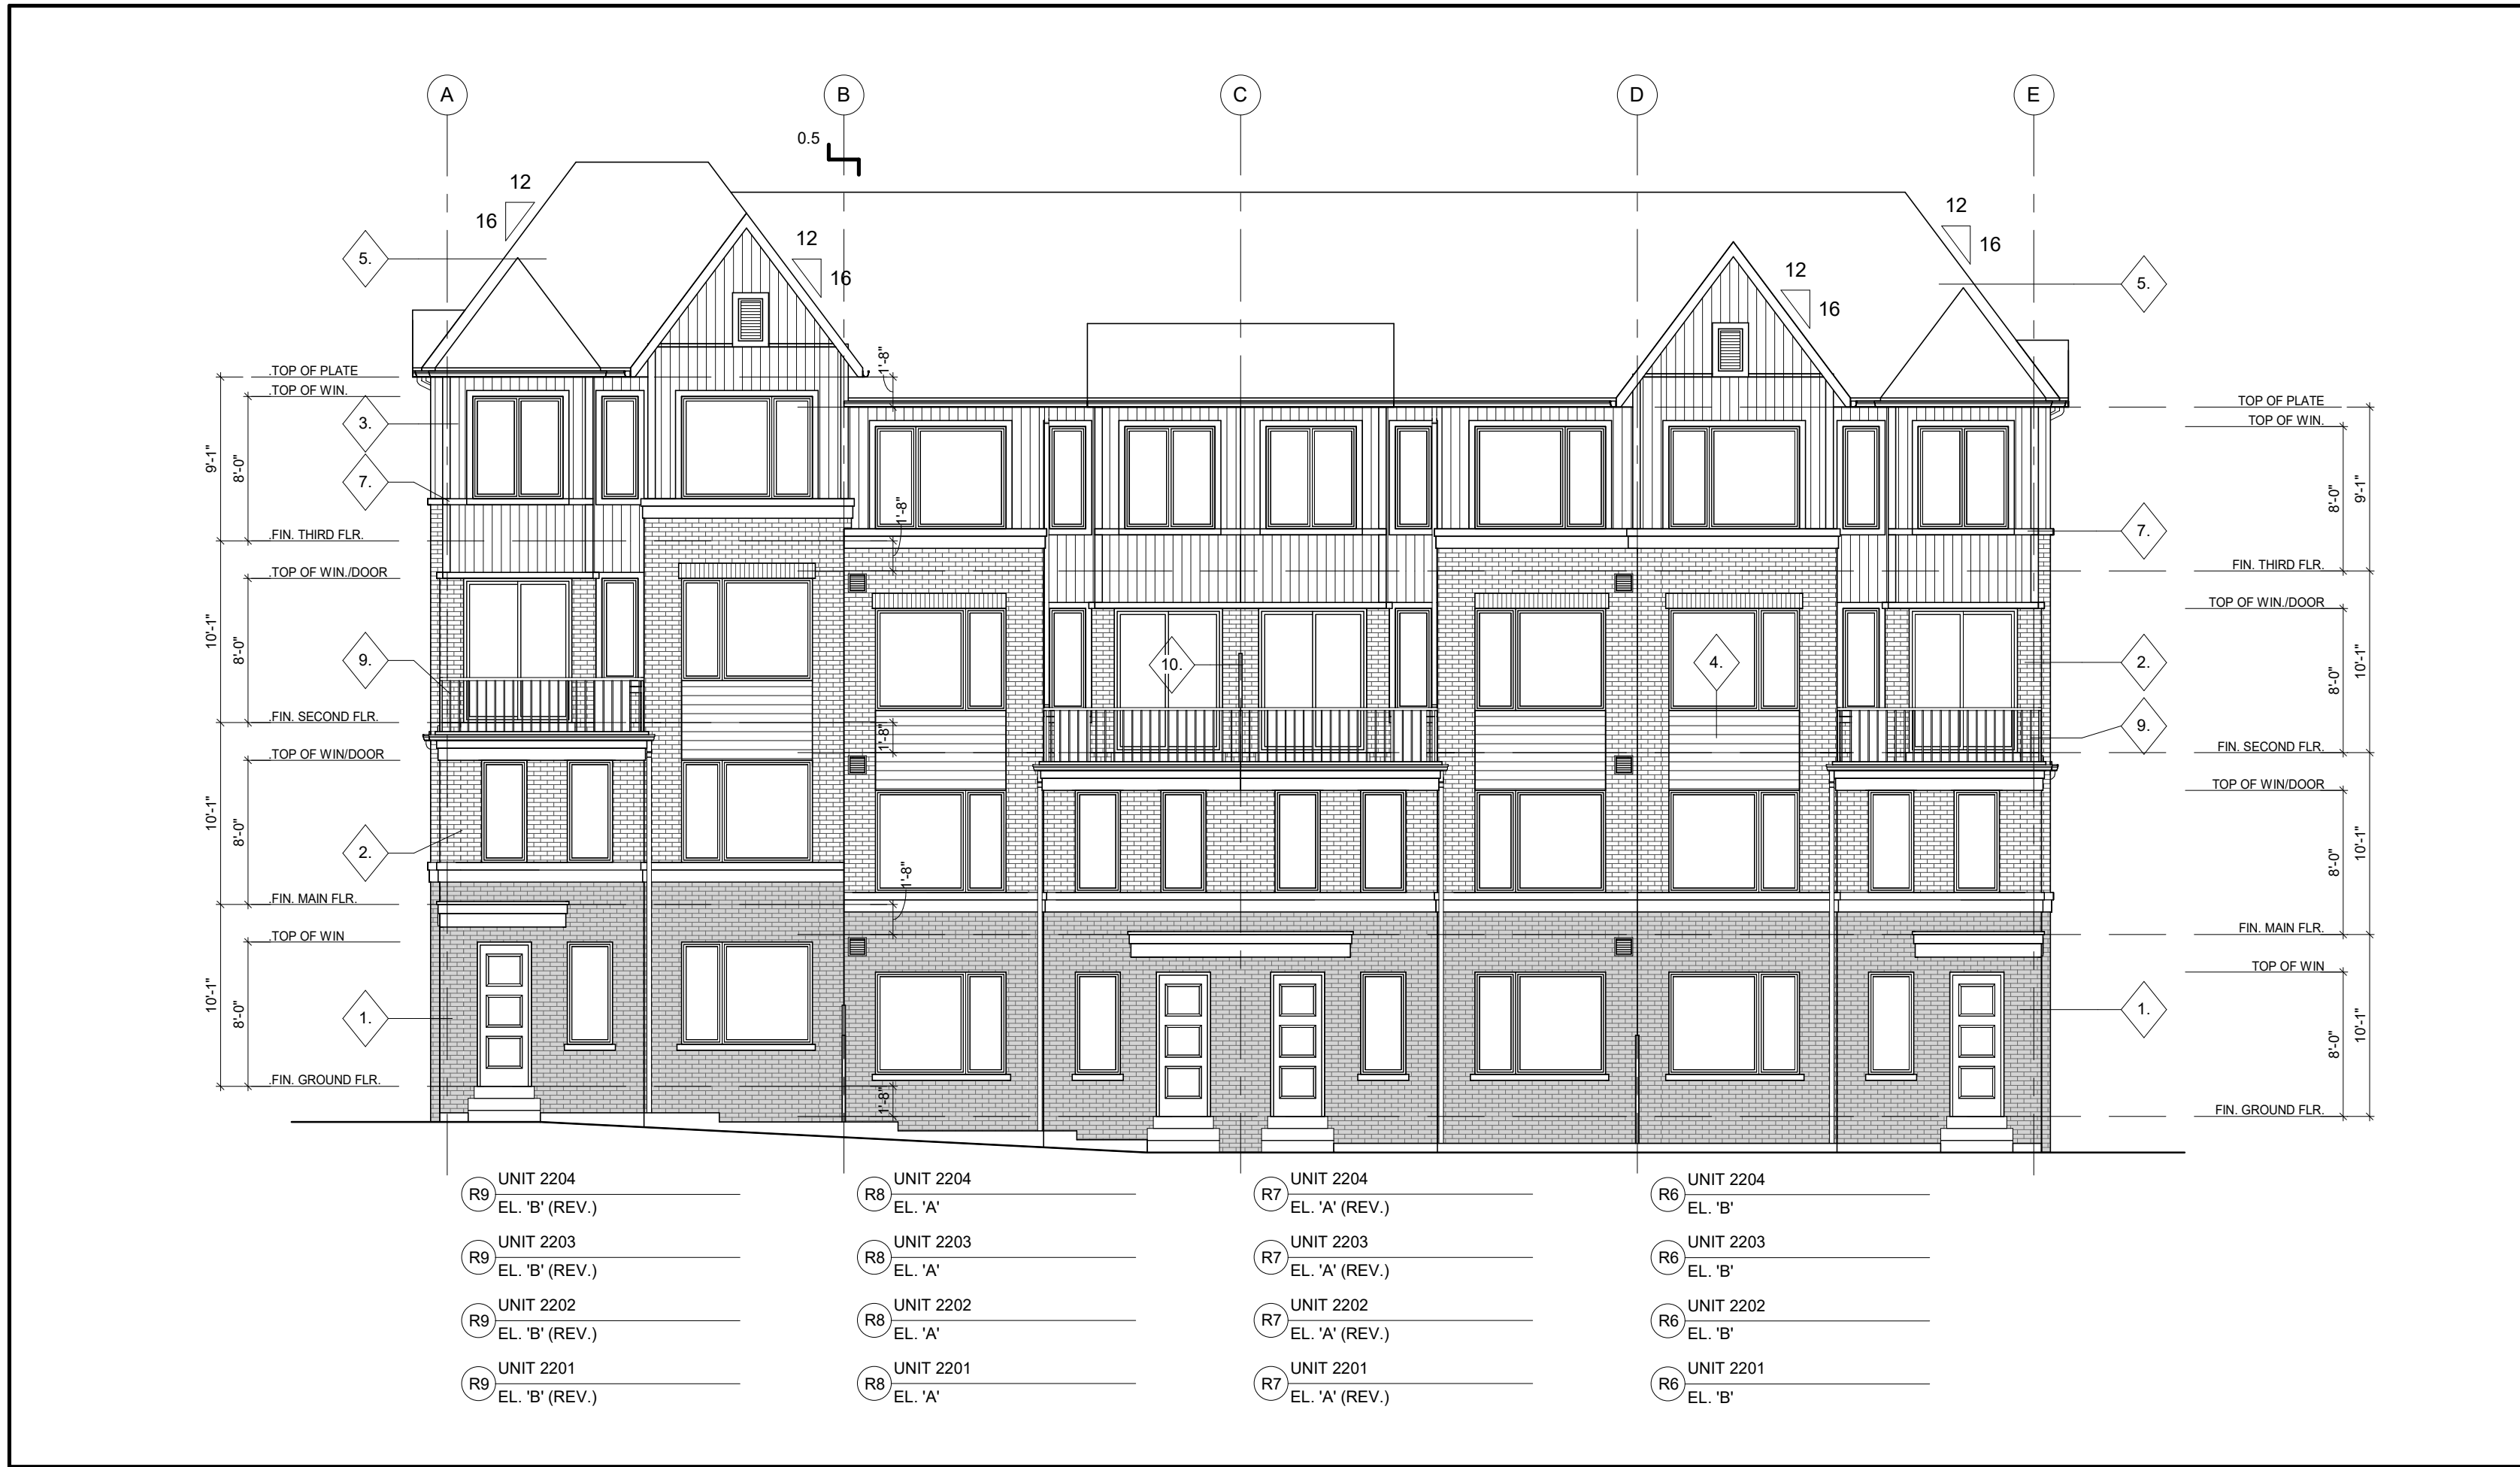 A
B
C
D
E
0.5
12
16
12
16
12
16
12
16
5.
5.
.TOP OF PLATE
.TOP OF WIN.
3.
9'-1"
8'-0"
7.
.FIN. THIRD FLR.
.TOP OF WIN./DOOR
10'-1"
8'-0"
9.
.FIN. SECOND FLR.
.TOP OF WIN/DOOR
10'-1"
8'-0"
2.
.FIN. MAIN FLR.
.TOP OF WIN
10'-1"
8'-0"
1.
.FIN. GROUND FLR.
1'-8"
1'-8"
1'-8"
1'-8"
1'-8"
10.
4.
TOP OF PLATE
TOP OF WIN.
8'-0"
9'-1"
7.
FIN. THIRD FLR.
TOP OF WIN./DOOR
2.
8'-0"
10'-1"
9.
FIN. SECOND FLR.
TOP OF WIN/DOOR
8'-0"
10'-1"
FIN. MAIN FLR.
TOP OF WIN
1.
8'-0"
10'-1"
FIN. GROUND FLR.
R9 UNIT 2204
EL. 'B' (REV.)
R8 UNIT 2204
EL. 'A'
R7 UNIT 2204
EL. 'A' (REV.)
R6 UNIT 2204
EL. 'B'
R9 UNIT 2203
EL. 'B' (REV.)
R8 UNIT 2203
EL. 'A'
R7 UNIT 2203
EL. 'A' (REV.)
R6 UNIT 2203
EL. 'B'
R9 UNIT 2202
EL. 'B' (REV.)
R8 UNIT 2202
EL. 'A'
R7 UNIT 2202
EL. 'A' (REV.)
R6 UNIT 2202
EL. 'B'
R9 UNIT 2201
EL. 'B' (REV.)
R8 UNIT 2201
EL. 'A'
R7 UNIT 2201
EL. 'A' (REV.)
R6 UNIT 2201
EL. 'B'